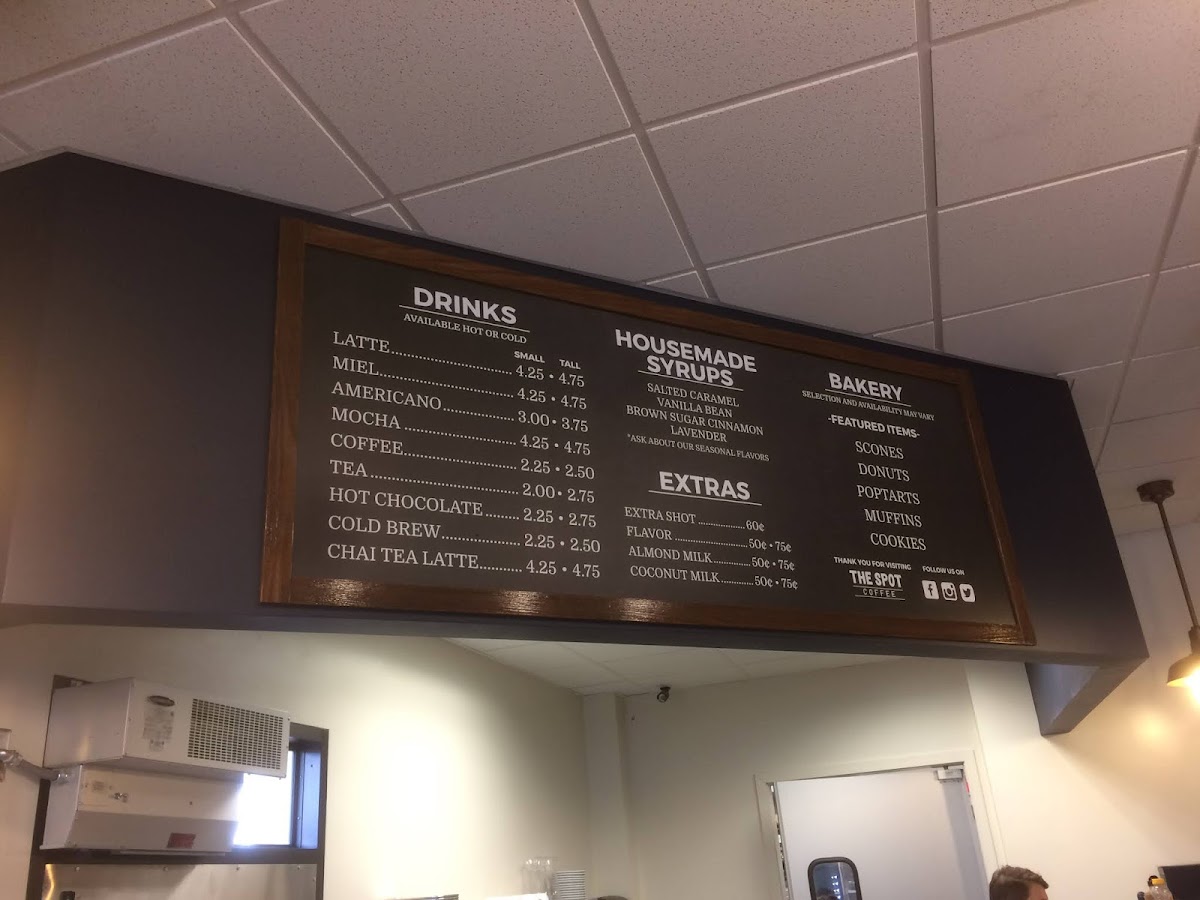 DRINKS
AVAILABLE HOT OR COLD
SMALL TALL
LATTE.............................. 4.25 • 4.75
MIEL................................ 4.25 • 4.75
AMERICANO................. 3.00 • 3.75
MOCHA .......................... 4.25 • 4.75
COFFEE.......................... 2.25 • 2.50
TEA .................................. 2.00 • 2.75
HOT CHOCOLATE ......... 2.25 • 2.75
COLD BREW.................. 2.25 • 2.50
CHAI TEA LATTE.......... 4.25 • 4.75
HOUSEMADE
SYRUPS
SALTED CARAMEL
VANILLA BEAN
BROWN SUGAR CINNAMON
LAVENDER
*ASK ABOUT OUR SEASONAL FLAVORS
EXTRAS
EXTRA SHOT .................. 60¢
FLAVOR ............................ 50¢ • 75¢
ALMOND MILK.............. 50¢ • 75¢
COCONUT MILK ............ 50¢ • 75¢
BAKERY
SELECTION AND AVAILABILITY MAY VARY
-FEATURED ITEMS-
SCONES
DONUTS
POPTARTS
MUFFINS
COOKIES
THANK YOU FOR VISITING
THE SPOT
COFFEE
FOLLOW US ON